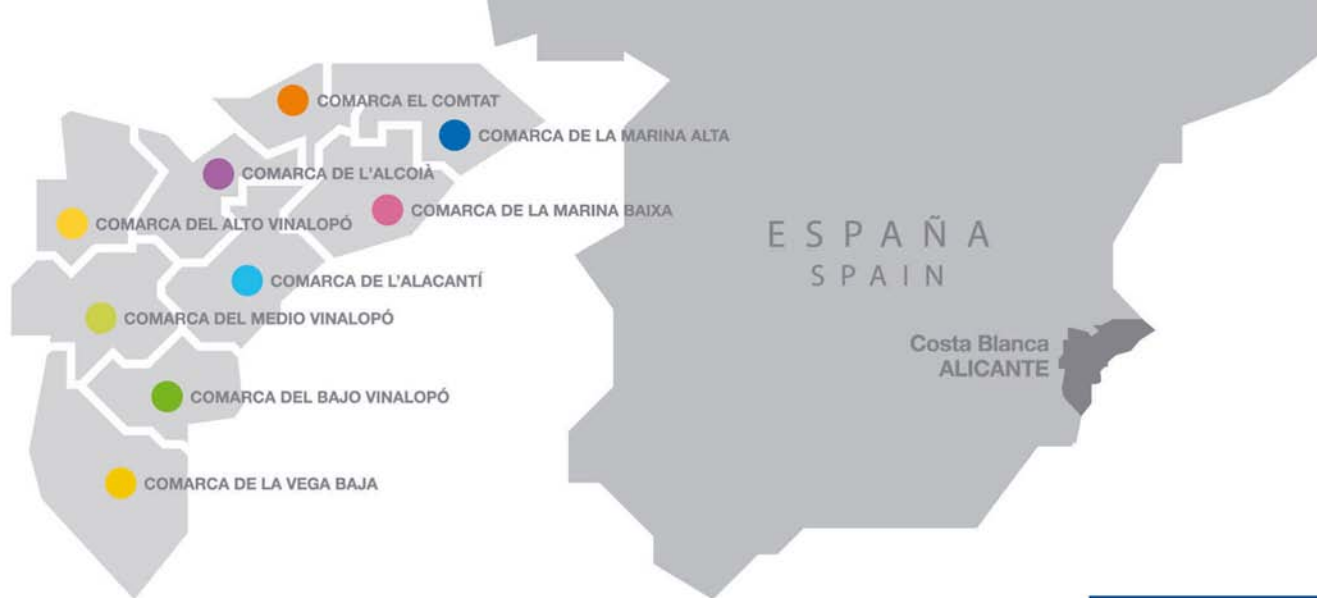 COMARCA EL COMTAT
COMARCA DE LA MARINA ALTA
COMARCA DE L'ALCOIÀ
COMARCA DE LA MARINA BAIXA
COMARCA DEL ALTO VINALOPÓ
COMARCA DE L'ALACANTÍ
COMARCA DEL MEDIO VINALOPÓ
COMARCA DEL BAJO VINALOPÓ
COMARCA DE LA VEGA BAJA
ESPAÑA
SPAIN
Costa Blanca
ALICANTE